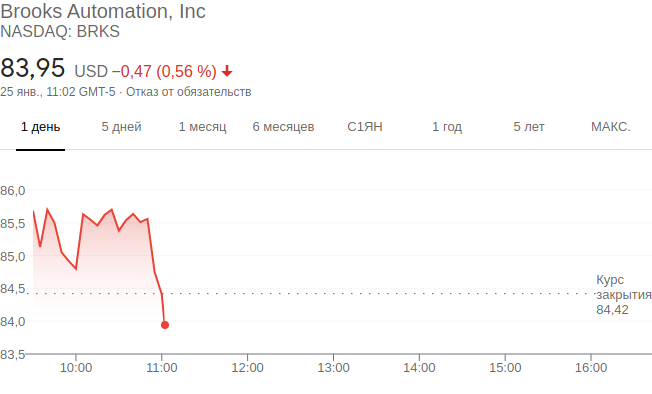 Brooks Automation, Inc
NASDAQ: BRKS
83,95 USD −0,47 (0,56 %)
25 янв., 11:02 GMT-5 · Отказ от обязательств
1 день 5 дней 1 месяц 6 месяцев С1ЯН 1 год 5 лет МАКС.
86,0
85,5
85,0
84,5
84,0
83,5
Курс
закрытия
84,42
10:00 11:00 12:00 13:00 14:00 15:00 16:00